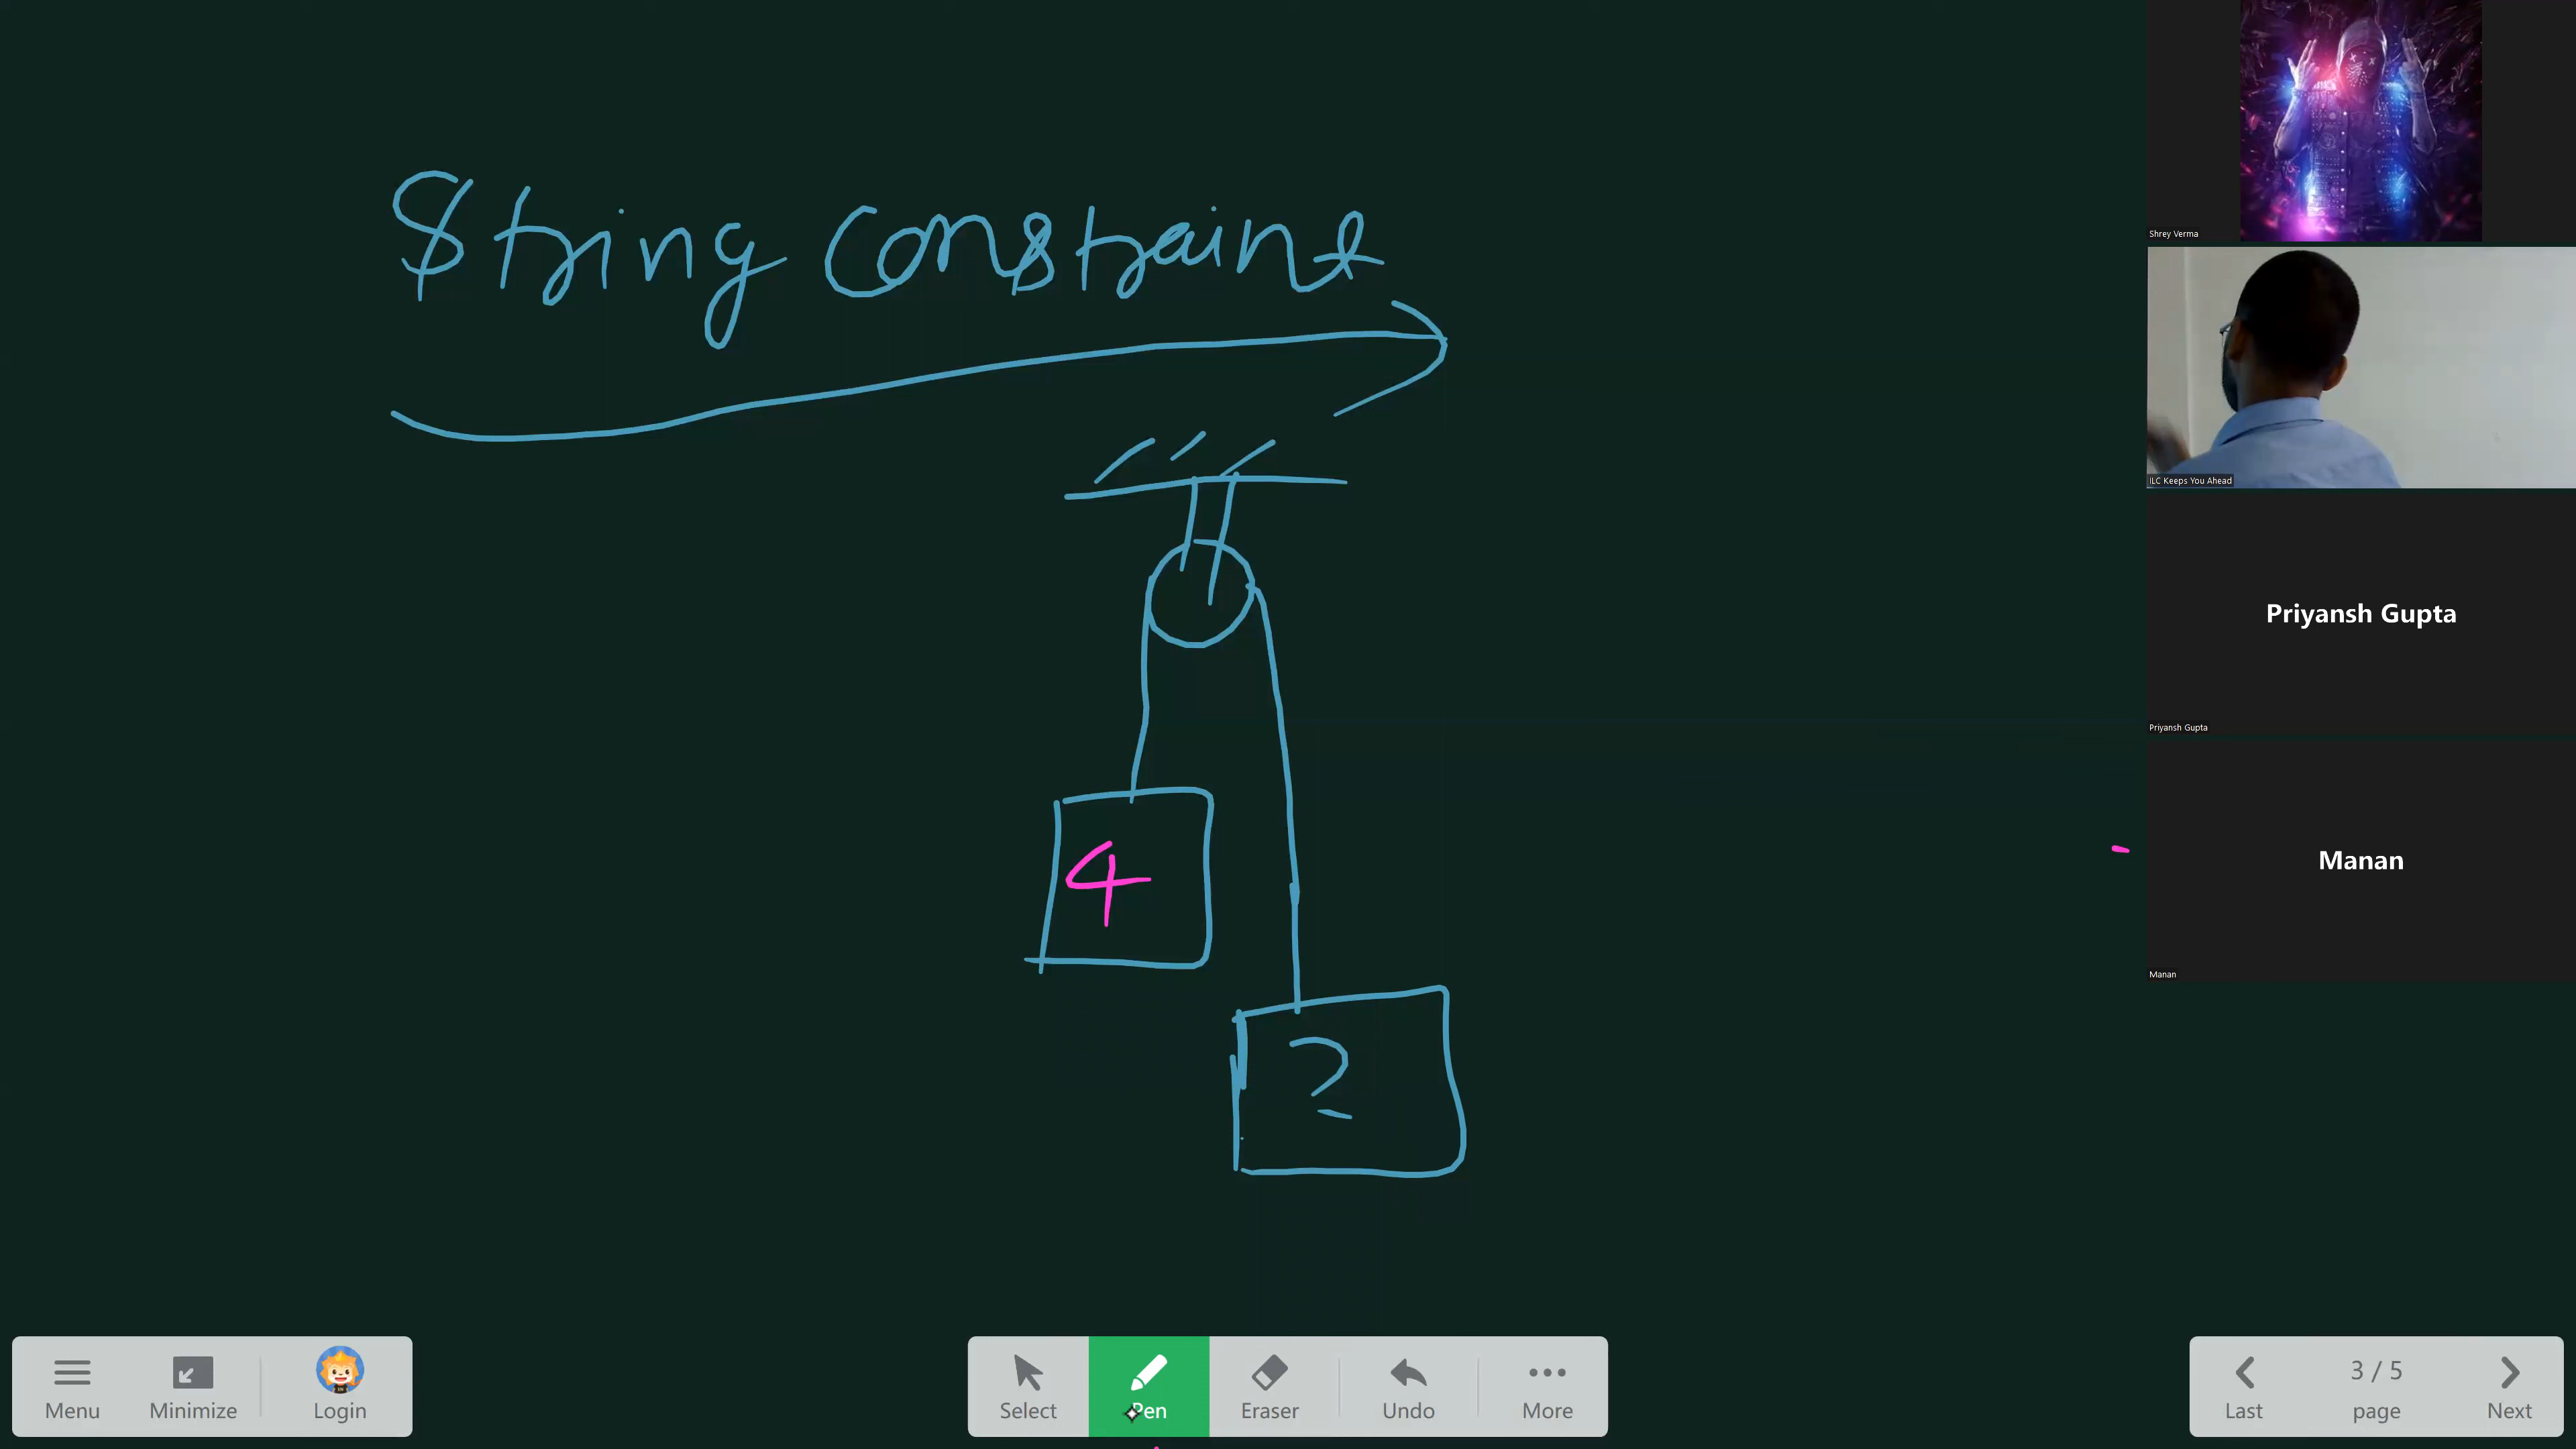 String constraint
4
2
Shrey Verma
ILC Keeps You Ahead
Priyansh Gupta
Priyansh Gupta
Manan
Manan
Menu
Minimize
Login
Select
Pen
Eraser
Undo
More
Last
3 / 5
page
Next